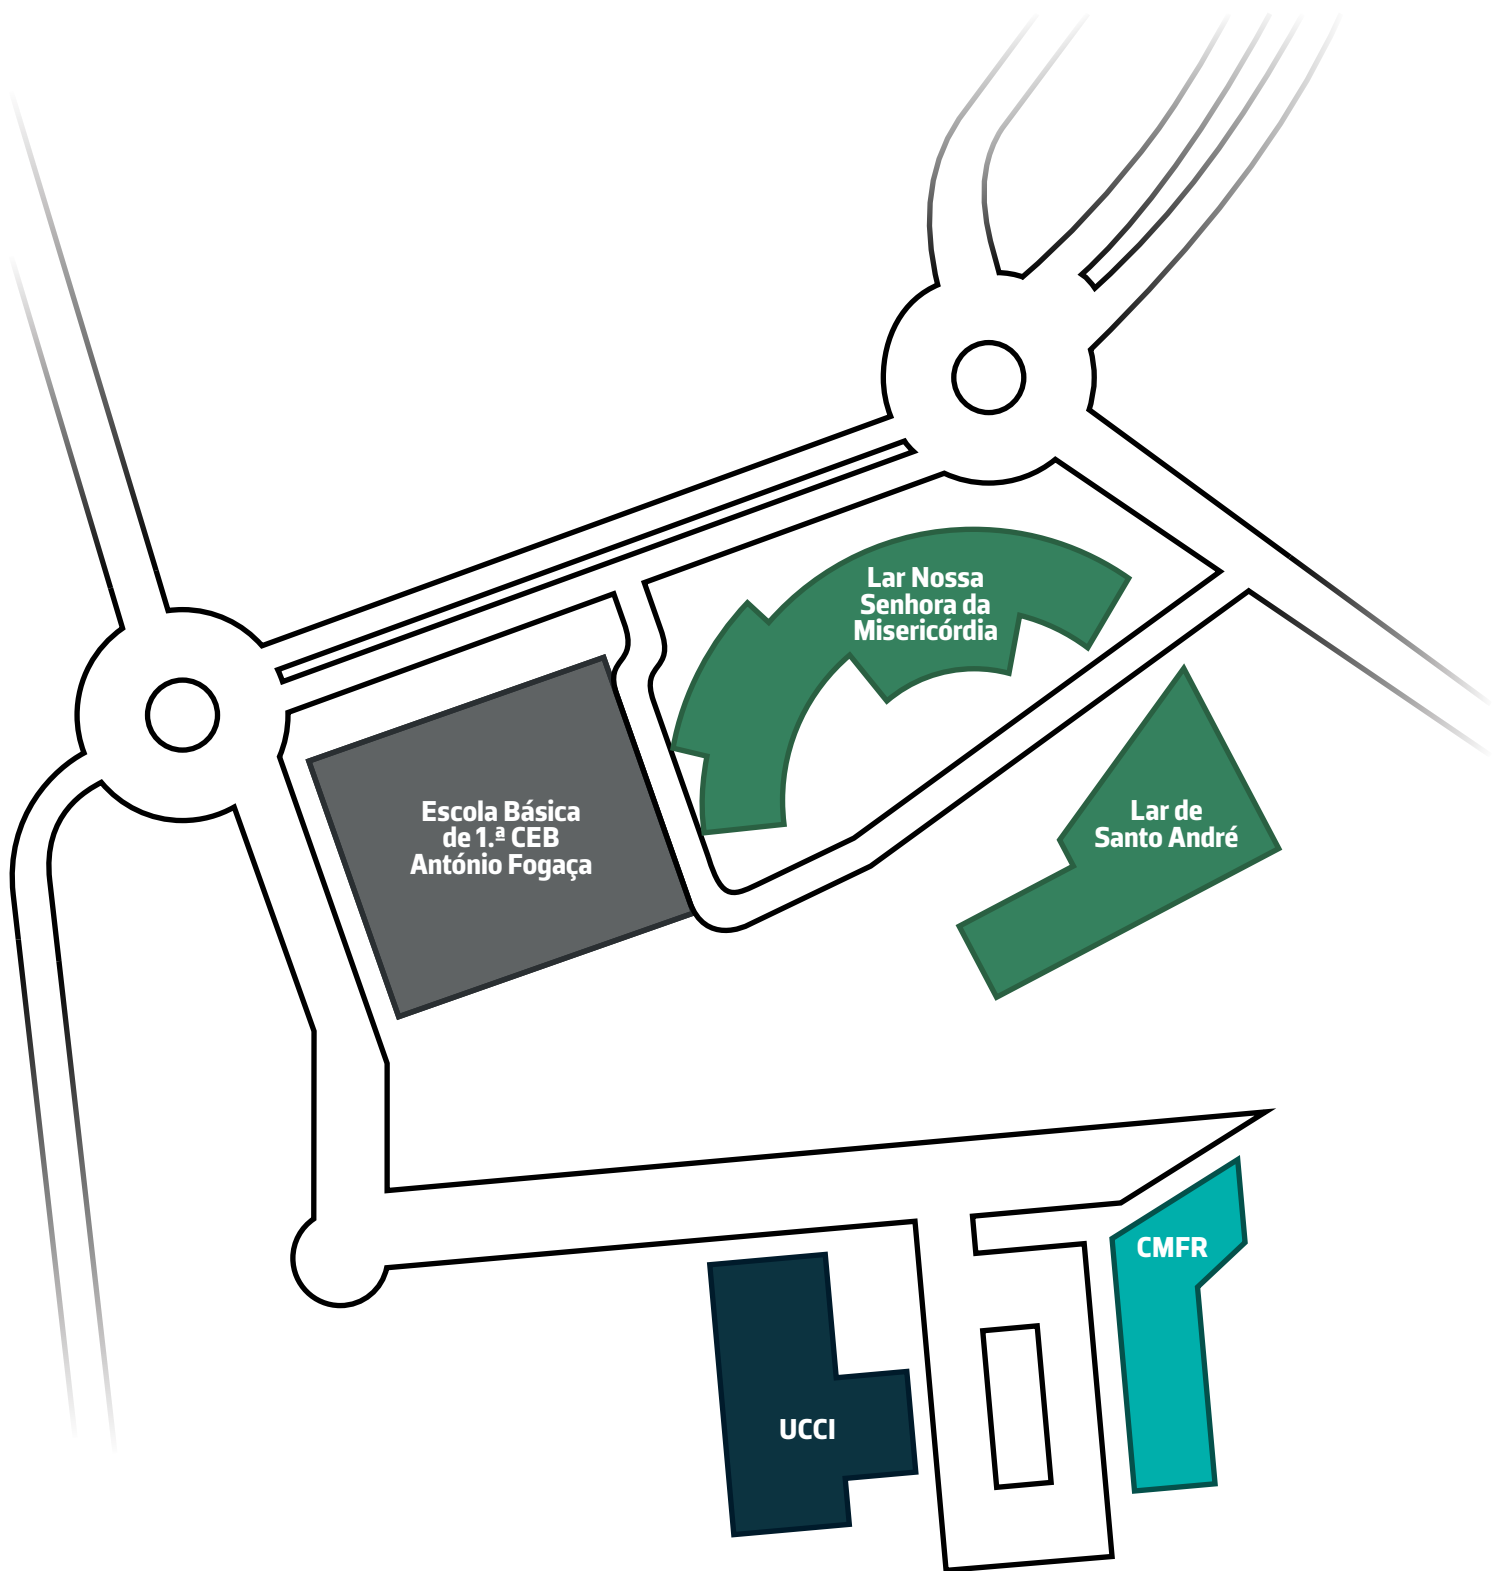 Lar Nossa
Senhora da
Misericórdia
Escola Básica
de 1.ª CEB
António Fogaça
Lar de
Santo André
CMFR
UCCI